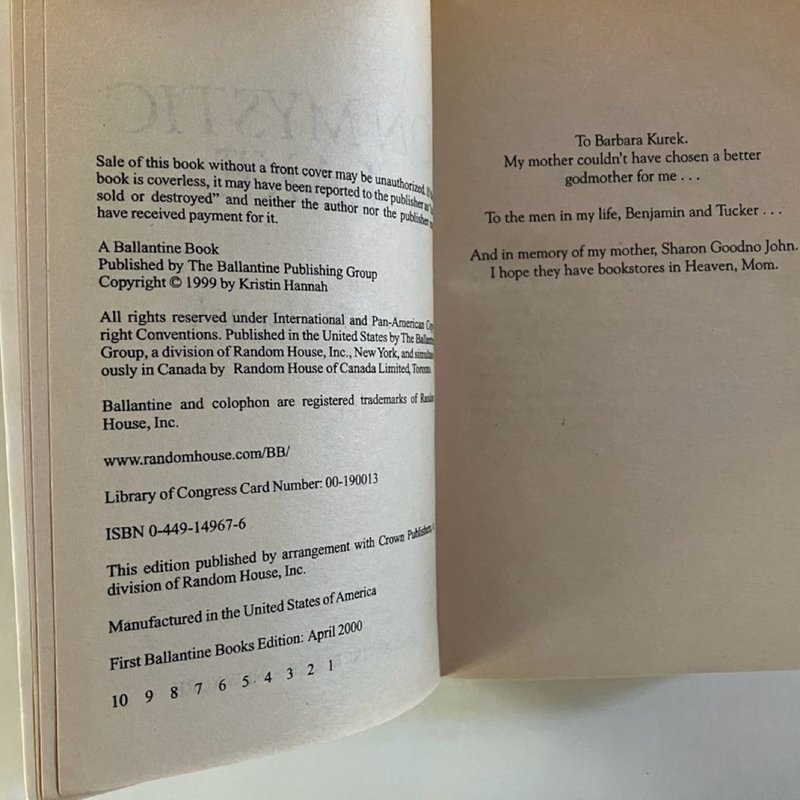 Sale of this book without a front cover may be unauthorized.
book is coverless, it may have been reported to the publisher as
sold or destroyed” and neither the author nor the publisher
have received payment for it.
A Ballantine Book
Published by The Ballantine Publishing Group
Copyright © 1999 by Kristin Hannah
All rights reserved under International and Pan-American
right Conventions. Published in the United States by The
Group, a division of Random House, Inc., New York, and
ously in Canada by Random House of Canada Limited, Toronto.
Ballantine and colophon are registered trademarks of Random
House, Inc.
www.randomhouse.com/BB/
Library of Congress Card Number: 00-190013
ISBN 0-449-14967-6
This edition published by arrangement with Crown Publishers,
division of Random House, Inc.
Manufactured in the United States of America
First Ballantine Books Edition: April 2000
10 9 8 7 6 5 4 3 2 1
To Barbara Kurek.
My mother couldn't have chosen a better
godmother for me . . .
To the men in my life, Benjamin and Tucker . . .
And in memory of my mother, Sharon Goodno John.
I hope they have bookstores in Heaven, Mom.